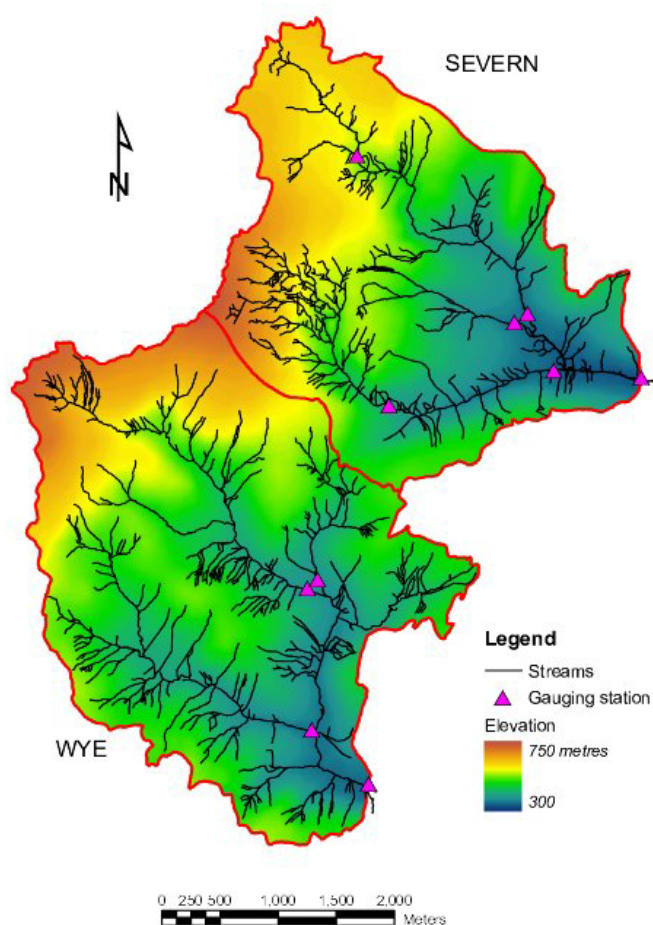 SEVERN
N
WYE
Legend
Streams
Gauging station
Elevation
750 metres
300
0 250 500 1,000 1,500 2,000
Meters